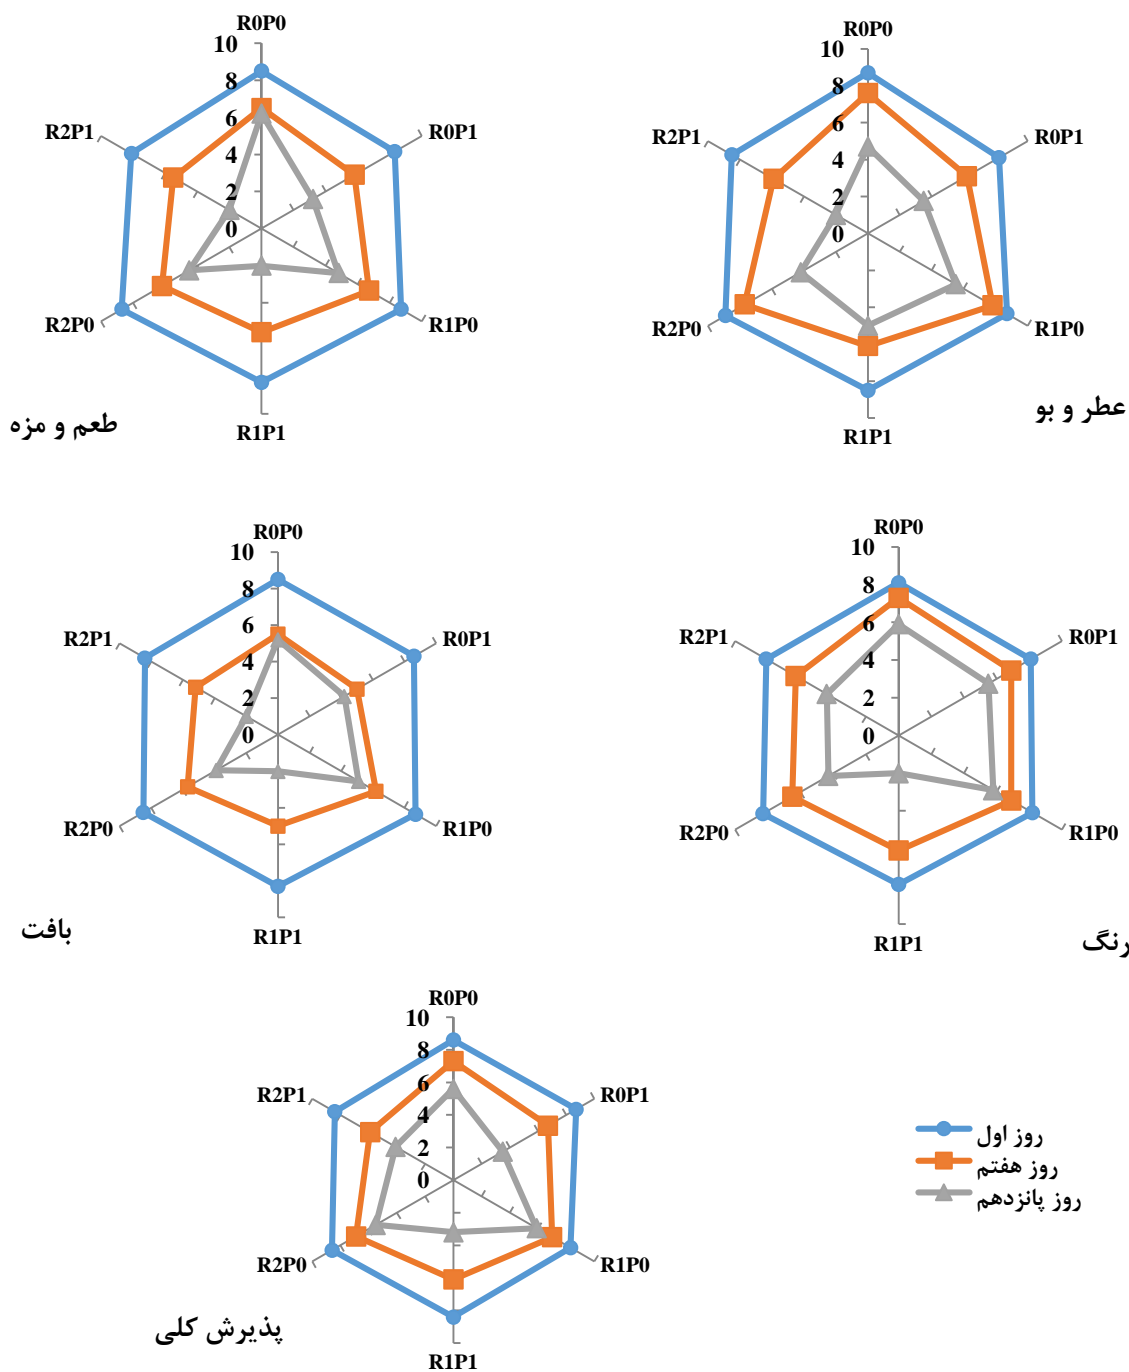 R0P0
10
8
6
4
2
0
R0P1
R1P0
R1P1
R2P0
R2P1
طعم و مزه
R0P0
10
8
6
4
2
0
R0P1
R1P0
R1P1
R2P0
R2P1
عطر و بو
R0P0
10
8
6
4
2
0
R0P1
R1P0
R1P1
R2P0
R2P1
بافت
R0P0
10
8
6
4
2
0
R0P1
R1P0
R1P1
R2P0
R2P1
رنگ
R0P0
10
8
6
4
2
0
R0P1
R1P0
R1P1
R2P0
R2P1
پذیرش کلی
روز اول
روز هفتم
روز پانزدهم